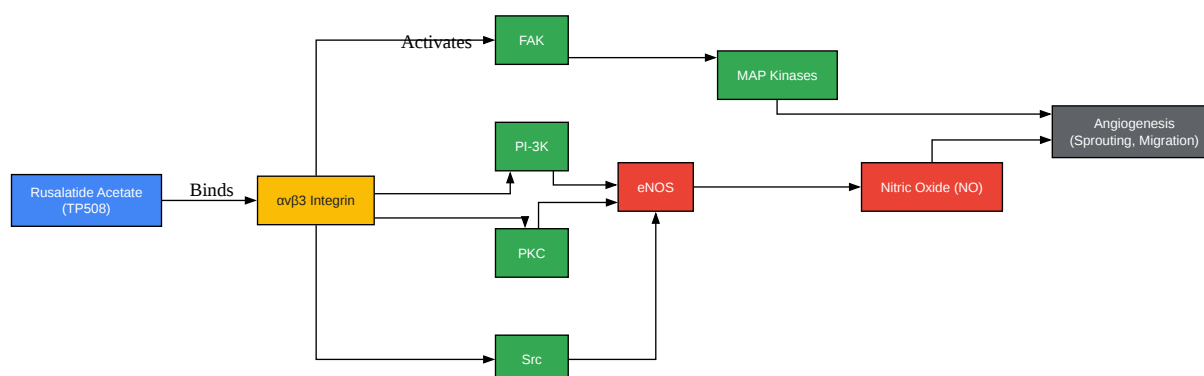 Activates
FAK
MAP Kinases
Angiogenesis
(Sprouting, Migration)
PI-3K
Rusalatide Acetate
(TP508)
Binds
αvβ3 Integrin
eNOS
Nitric Oxide (NO)
PKC
Src